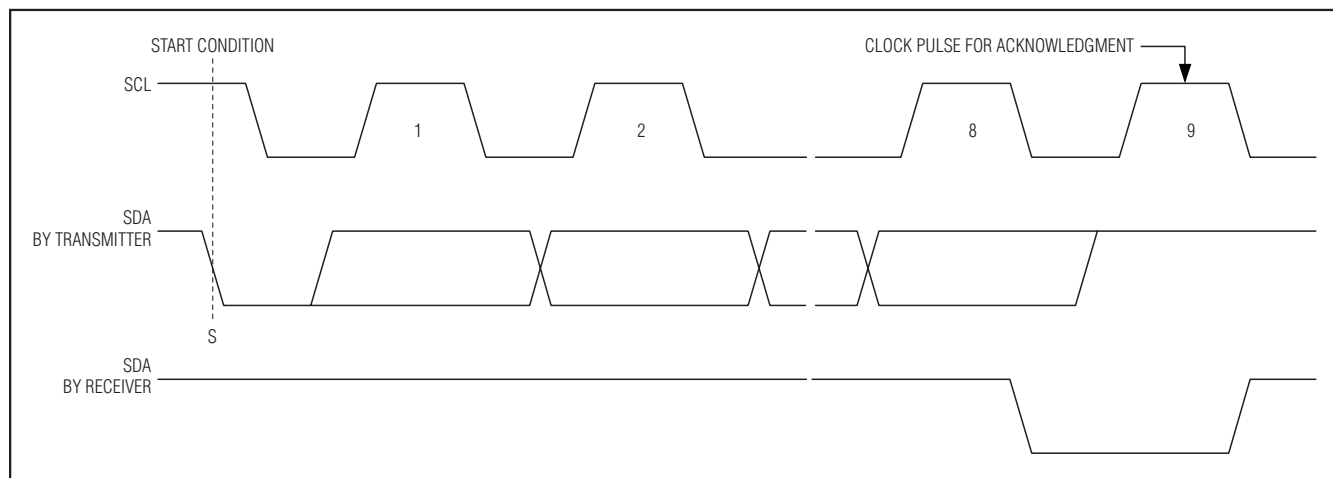 START CONDITION
CLOCK PULSE FOR ACKNOWLEDGMENT
SCL
1
2
8
9
SDA
BY TRANSMITTER
S
SDA
BY RECEIVER